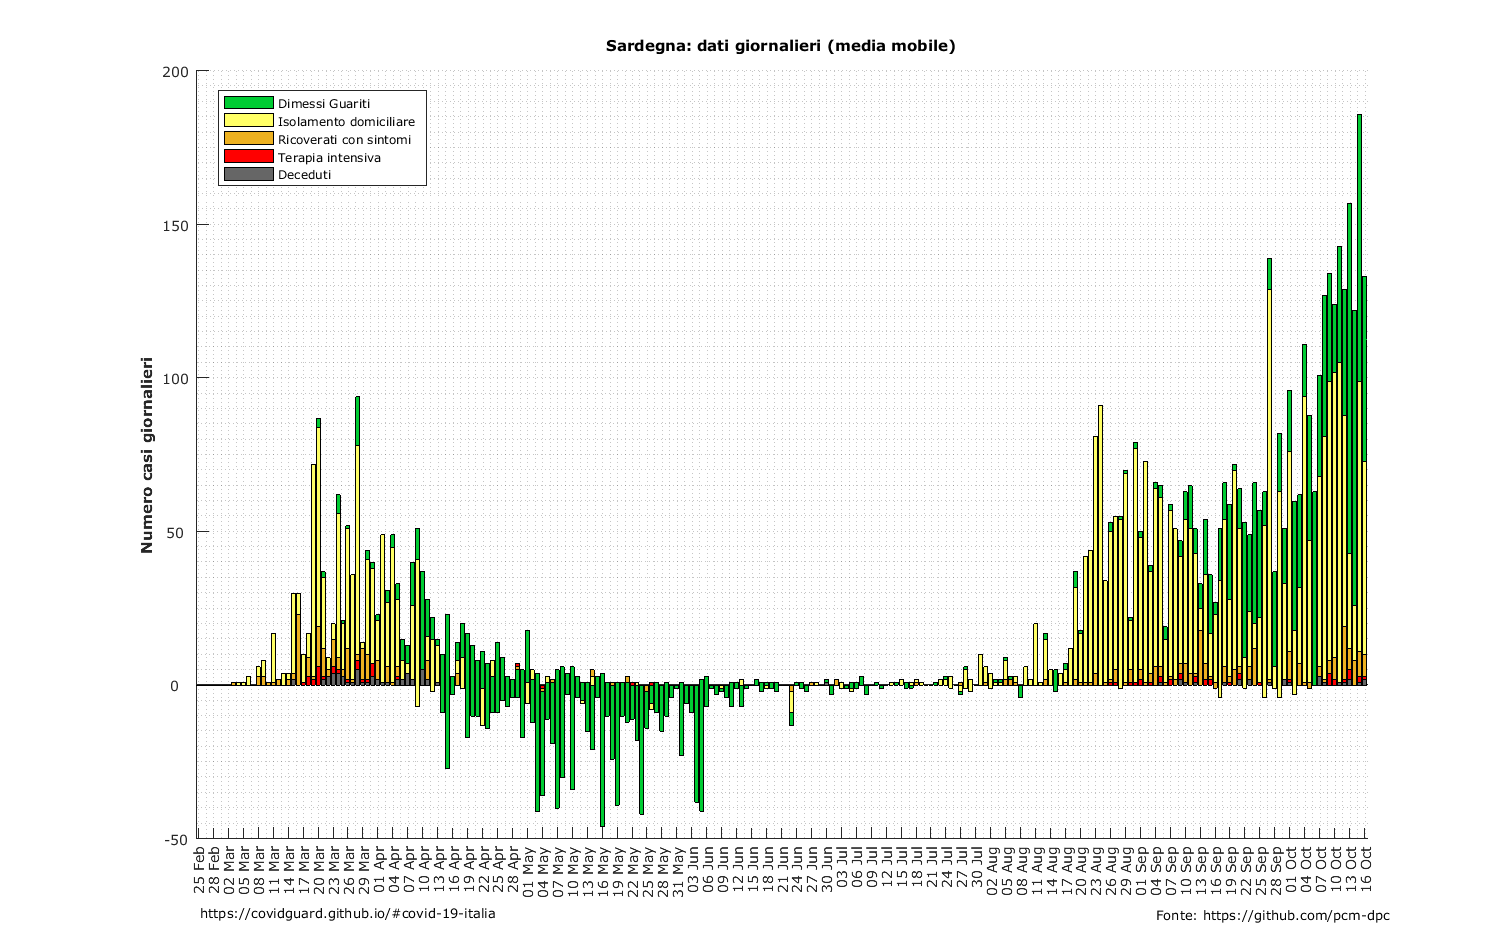 Sardegna: dati giornalieri (media mobile)
200
150
100
50
0
-50
Numero casi giornalieri
Dimessi Guariti
Isolamento domiciliare
Ricoverati con sintomi
Terapia intensiva
Deceduti
25 Feb
28 Feb
02 Mar
05 Mar
08 Mar
11 Mar
14 Mar
17 Mar
20 Mar
23 Mar
26 Mar
29 Mar
01 Apr
04 Apr
07 Apr
10 Apr
13 Apr
16 Apr
19 Apr
22 Apr
25 Apr
28 Apr
01 May
04 May
07 May
10 May
13 May
16 May
19 May
22 May
25 May
28 May
31 May
03 Jun
06 Jun
09 Jun
12 Jun
15 Jun
18 Jun
21 Jun
24 Jun
27 Jun
30 Jun
03 Jul
06 Jul
09 Jul
12 Jul
15 Jul
18 Jul
21 Jul
24 Jul
27 Jul
30 Jul
02 Aug
05 Aug
08 Aug
11 Aug
14 Aug
17 Aug
20 Aug
23 Aug
26 Aug
29 Aug
01 Sep
04 Sep
07 Sep
10 Sep
13 Sep
16 Sep
19 Sep
22 Sep
25 Sep
28 Sep
01 Oct
04 Oct
07 Oct
10 Oct
13 Oct
16 Oct
https://covidguard.github.io/#covid-19-italia
Fonte: https://github.com/pcm-dpc